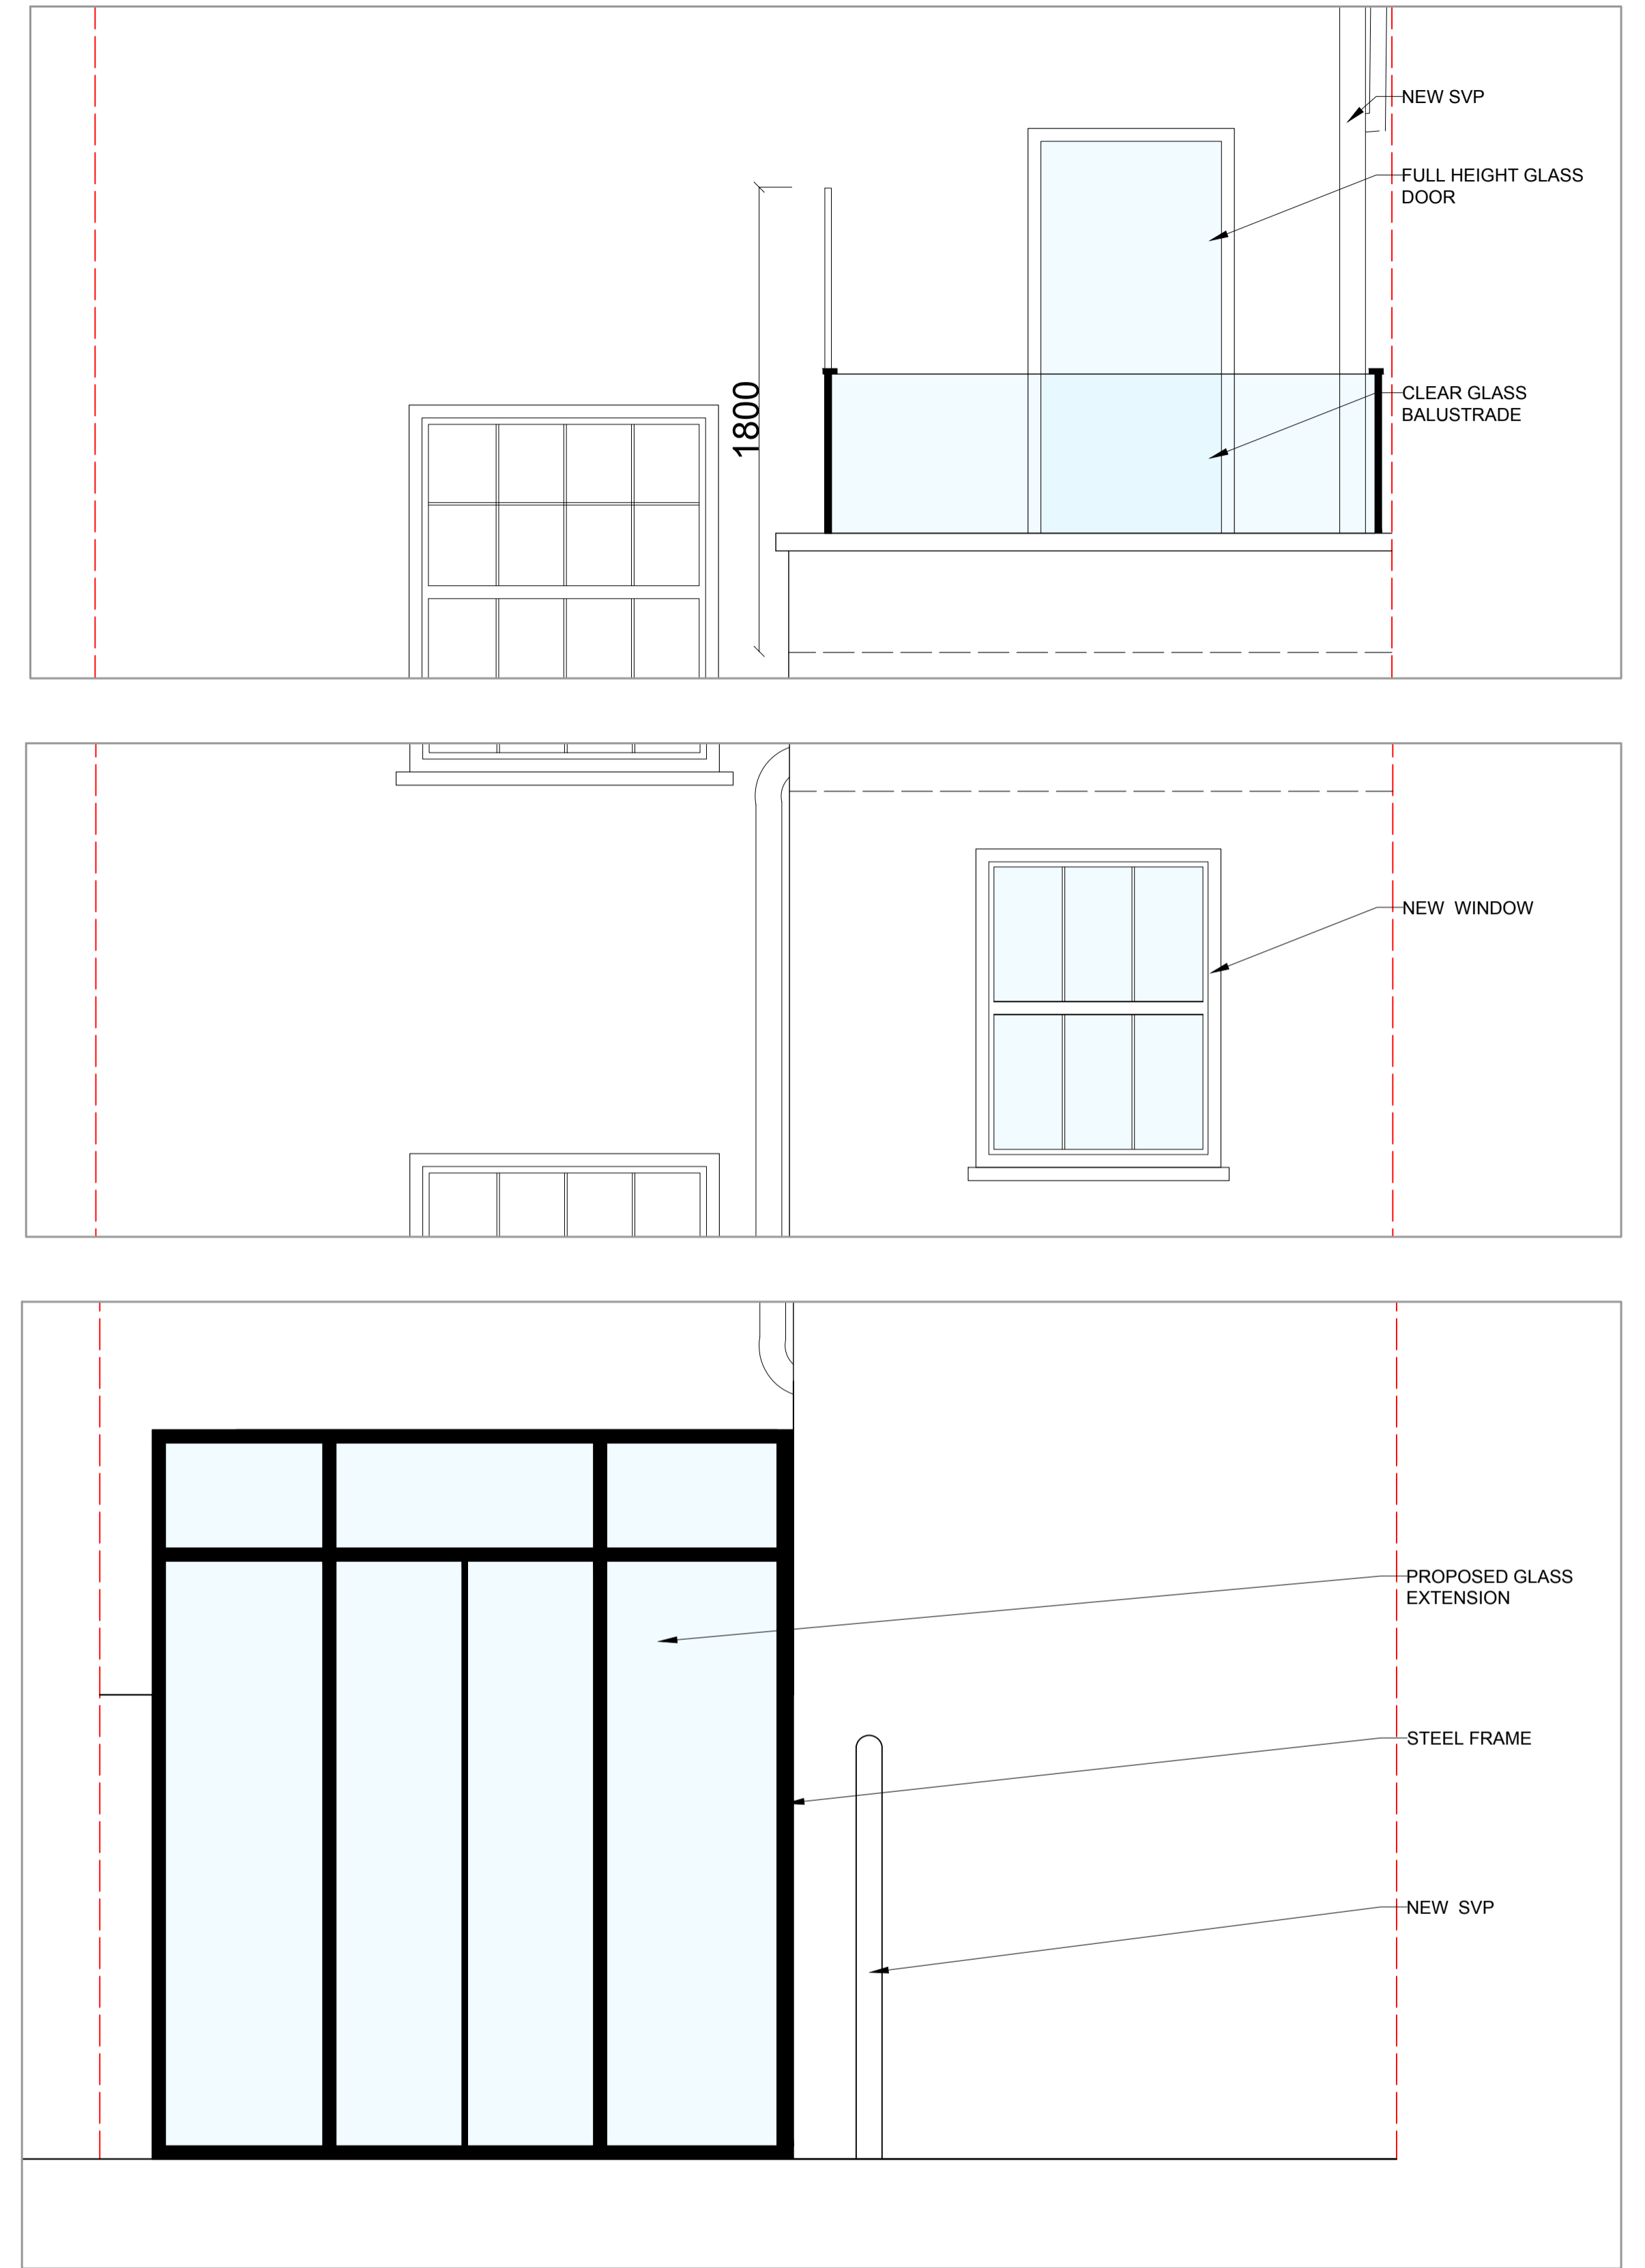 NEW SVP
FULL HEIGHT GLASS
DOOR
1800
CLEAR GLASS
BALUSTRADE
NEW  WINDOW
PROPOSED GLASS
EXTENSION
STEEL FRAME
NEW  SVP